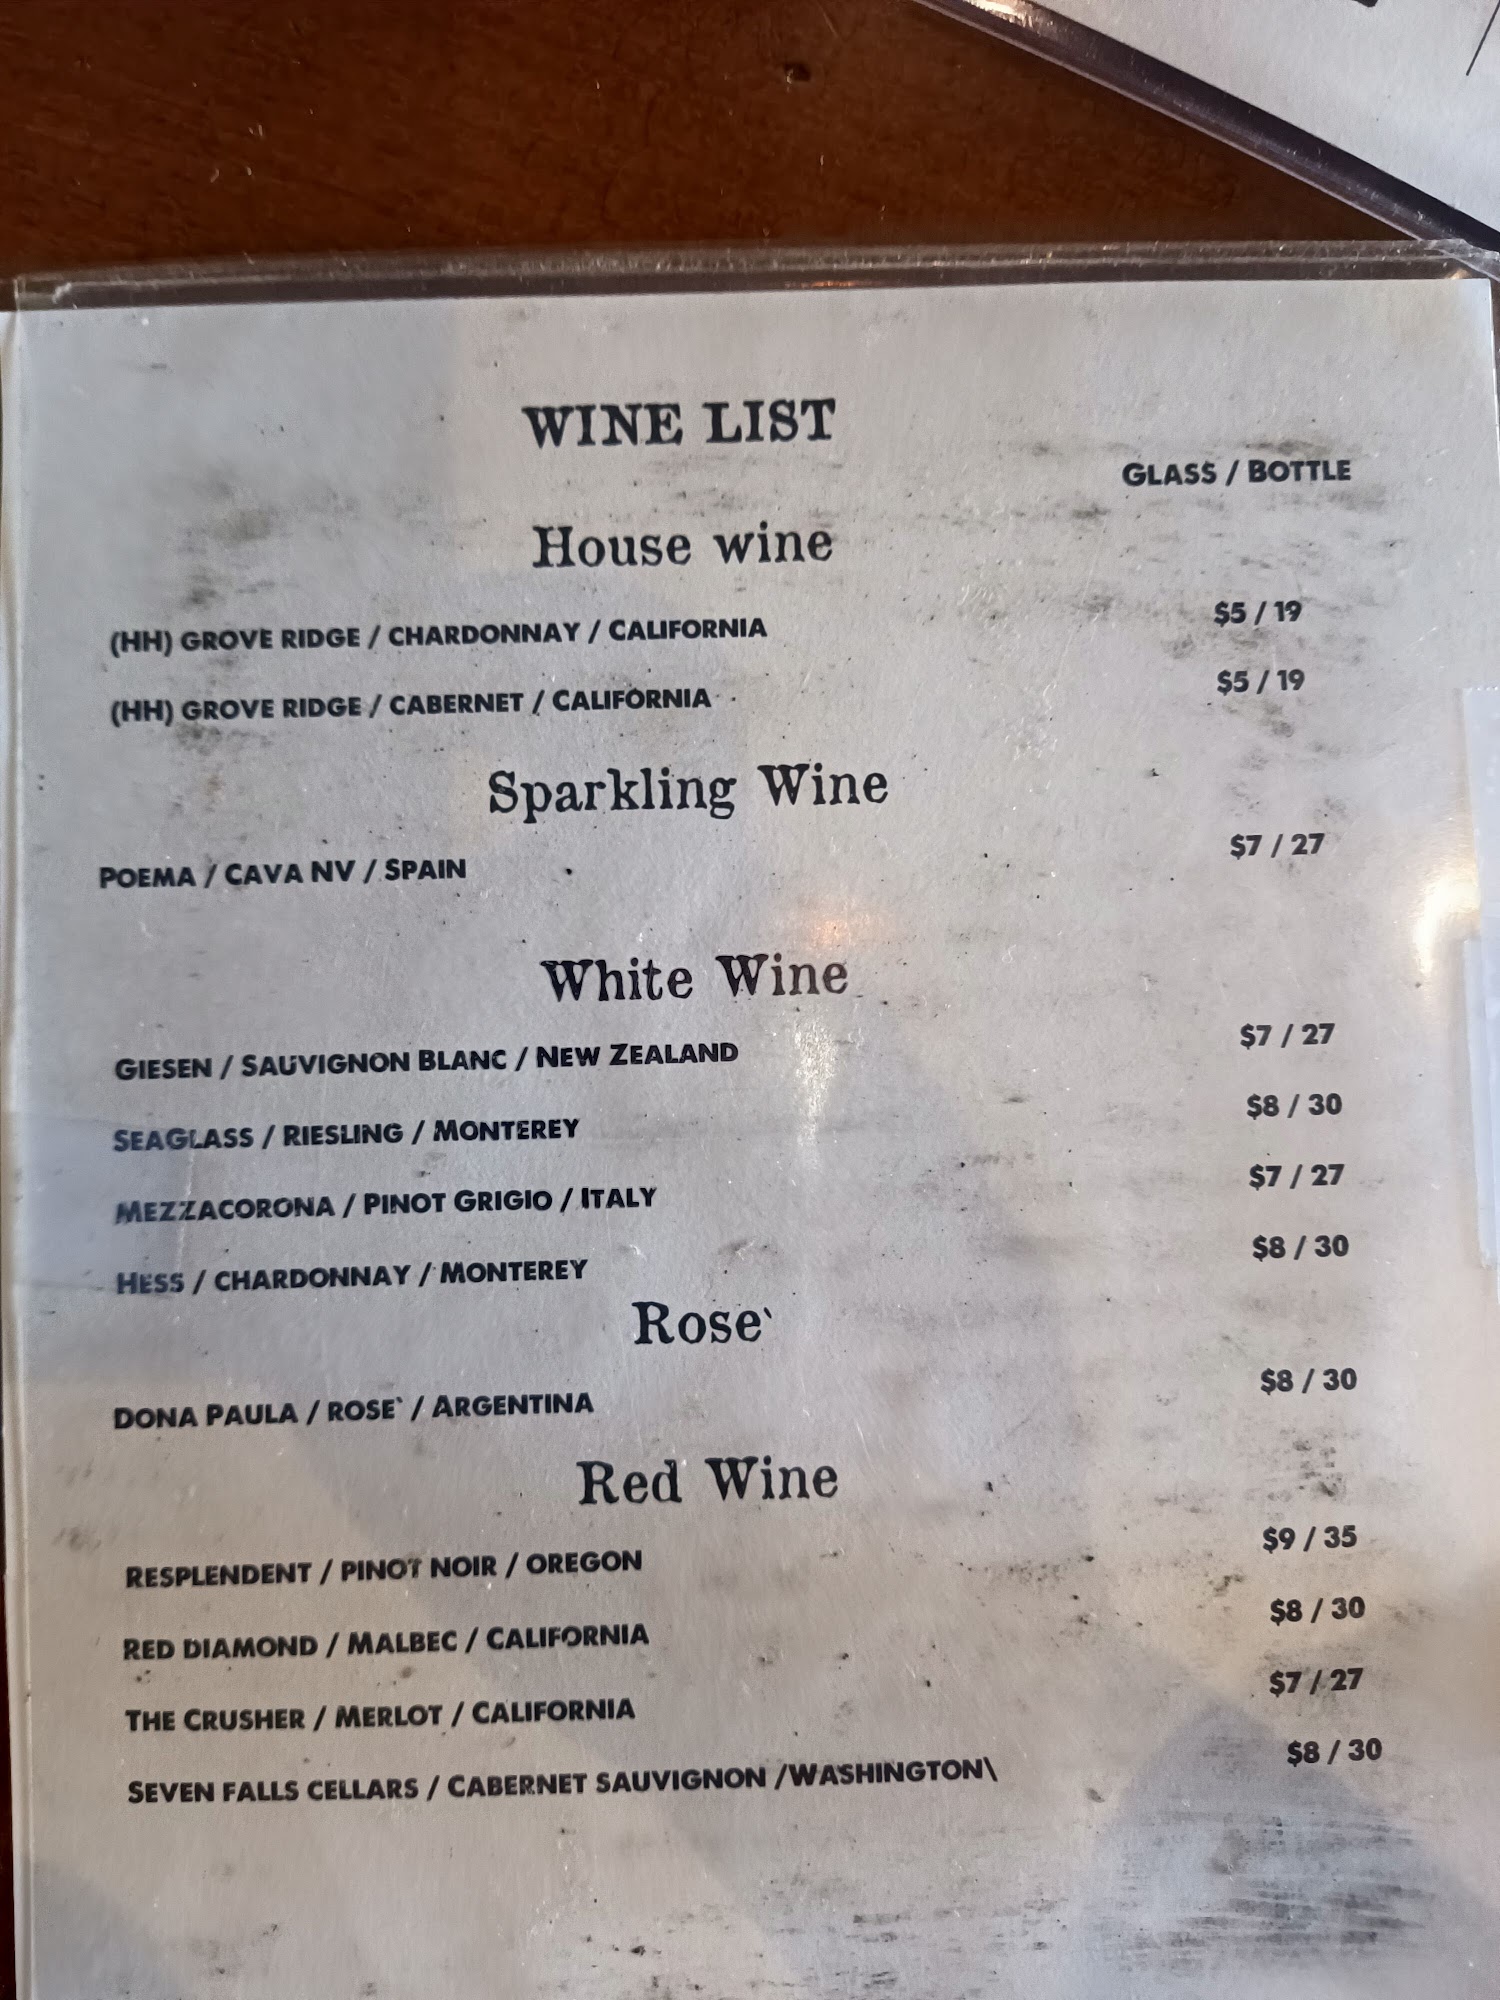 WINE LIST
GLASS / BOTTLE
House wine
(HH) GROVE RIDGE / CHARDONNAY / CALIFORNIA $5 / 19
(HH) GROVE RIDGE / CABERNET / CALIFORNIA $5 / 19
Sparkling Wine
POEMA / CAVA NV / SPAIN $7 / 27
White Wine
GIESEN / SAUVIGNON BLANC / NEW ZEALAND $7 / 27
SEAGLASS / RIESLING / MONTEREY $8 / 30
MEZZACORONA / PINOT GRIGIO / ITALY $7 / 27
HESS / CHARDONNAY / MONTEREY $8 / 30
Rose`
DONA PAULA / ROSE` / ARGENTINA $8 / 30
Red Wine
RESPLENDENT / PINOT NOIR / OREGON $9 / 35
RED DIAMOND / MALBEC / CALIFORNIA $8 / 30
THE CRUSHER / MERLOT / CALIFORNIA $7 / 27
SEVEN FALLS CELLARS / CABERNET SAUVIGNON /WASHINGTON\ $8 / 30